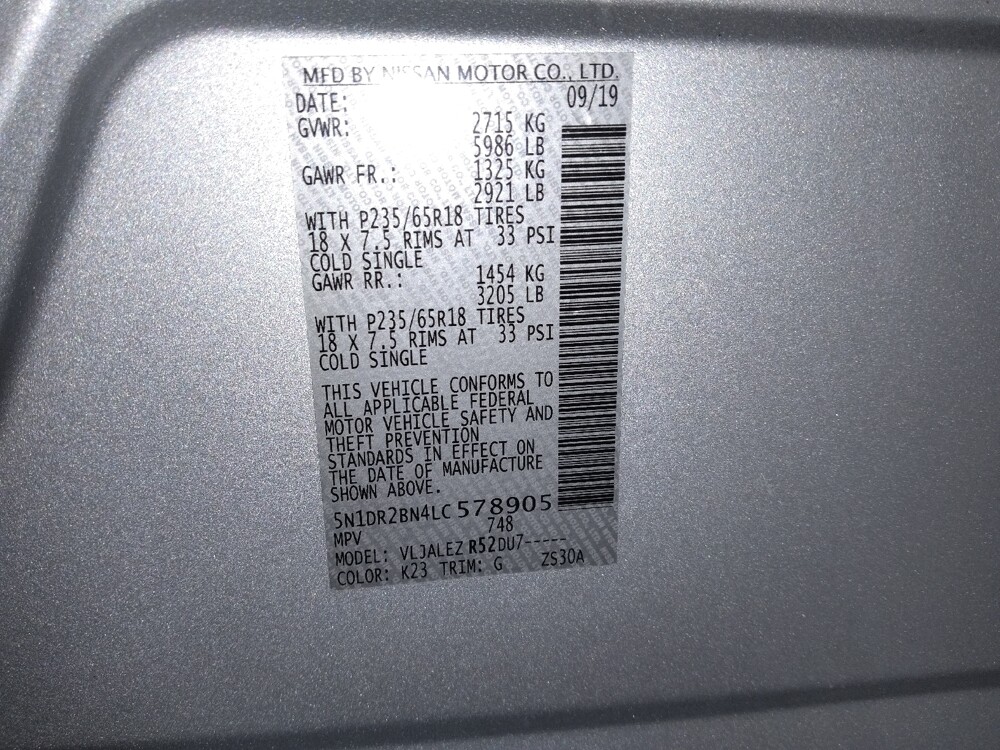 MFD BY NISSAN MOTOR CO., LTD.
DATE: 09/19
GVWR: 2715 KG
5986 LB
GAWR FR.: 1325 KG
2921 LB
WITH P235/65R18 TIRES
18 X 7.5 RIMS AT 33 PSI
COLD SINGLE
GAWR RR.: 1454 KG
3205 LB
WITH P235/65R18 TIRES
18 X 7.5 RIMS AT 33 PSI
COLD SINGLE
THIS VEHICLE CONFORMS TO
ALL APPLICABLE FEDERAL
MOTOR VEHICLE SAFETY AND
THEFT PREVENTION
STANDARDS IN EFFECT ON
THE DATE OF MANUFACTURE
SHOWN ABOVE.
5N1DR2BN4LC578905
MPV 748
MODEL: VLJALEZ R52DU7-----
COLOR: K23 TRIM: G ZS30A